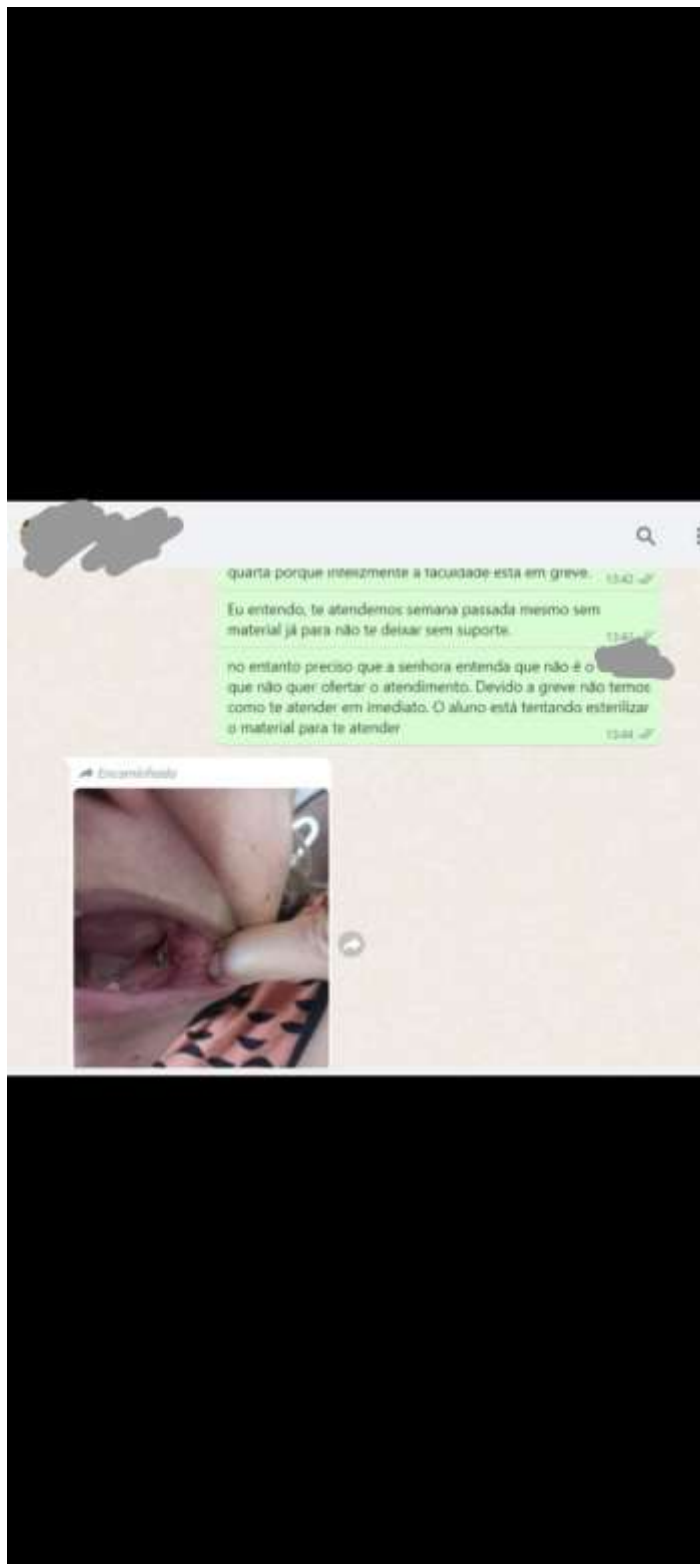 quarta porque infelizmente a faculdade está em greve. 13:42
Eu entendo, te atendemos semana passada mesmo sem
material já para não te deixar sem suporte.
no entanto preciso que a senhora entenda que não é o
que não quer ofertar o atendimento. Devido a greve não temos
como te atender em imediato. O aluno está tentando esterilizar
o material para te atender 13:44
Encaminhada